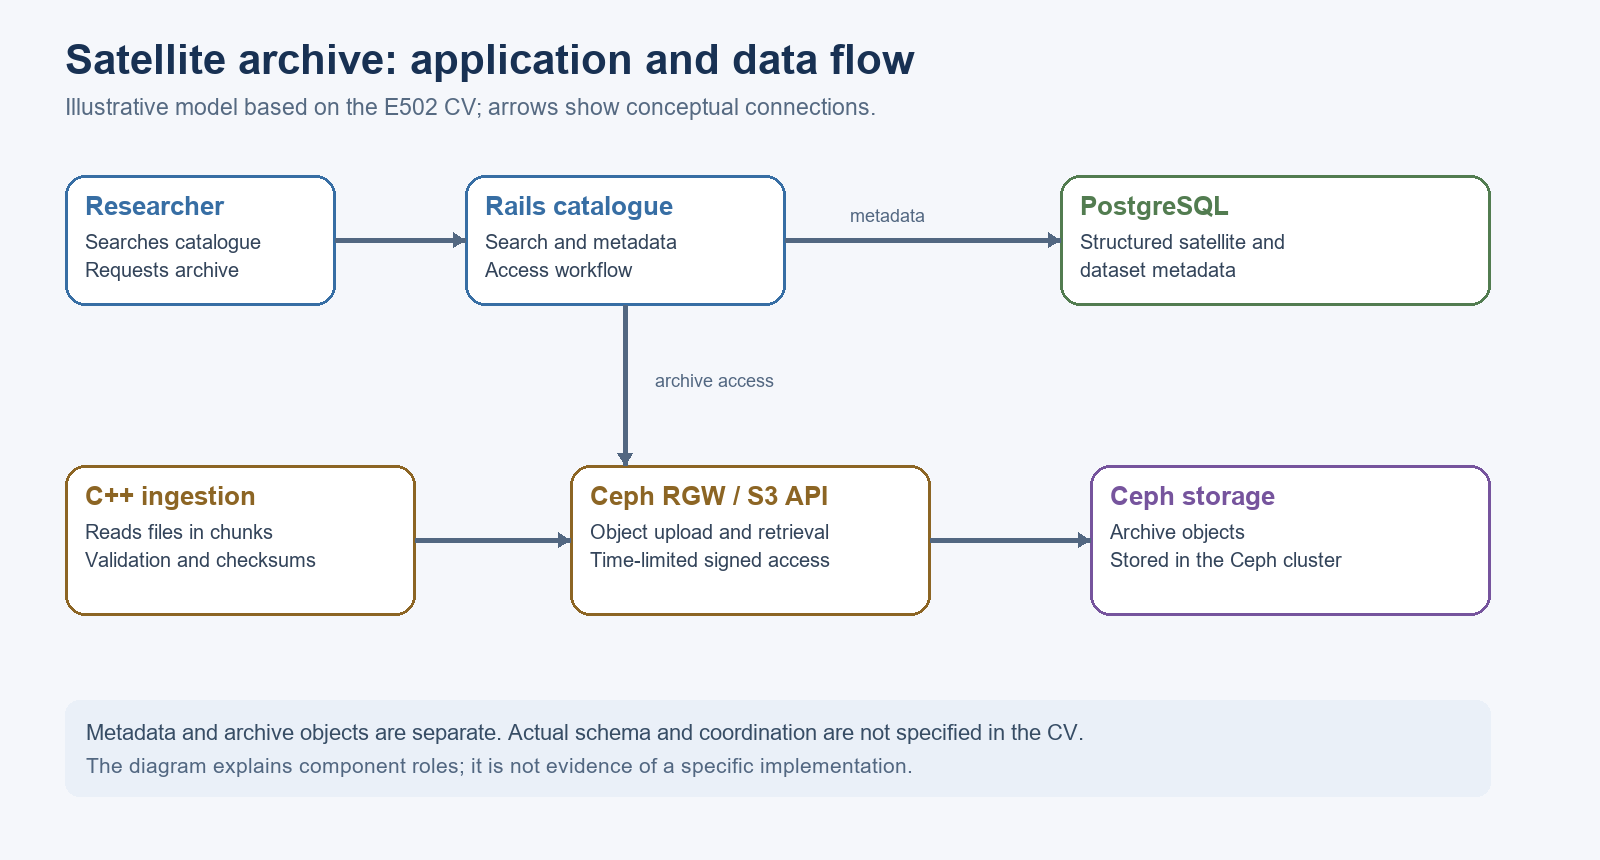 Satellite archive: application and data flow
Illustrative model based on the E502 CV; arrows show conceptual connections.
Researcher
Searches catalogue
Requests archive
Rails catalogue
Search and metadata
Access workflow
metadata
PostgreSQL
Structured satellite and
dataset metadata
archive access
C++ ingestion
Reads files in chunks
Validation and checksums
Ceph RGW / S3 API
Object upload and retrieval
Time-limited signed access
Ceph storage
Archive objects
Stored in the Ceph cluster
Metadata and archive objects are separate. Actual schema and coordination are not specified in the CV.
The diagram explains component roles; it is not evidence of a specific implementation.